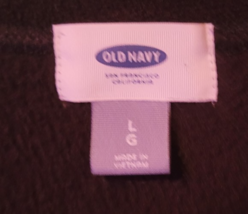 OLD NAVY
SAN FRANCISCO
CALIFORNIA
L
G
MADE IN
VIETNAM